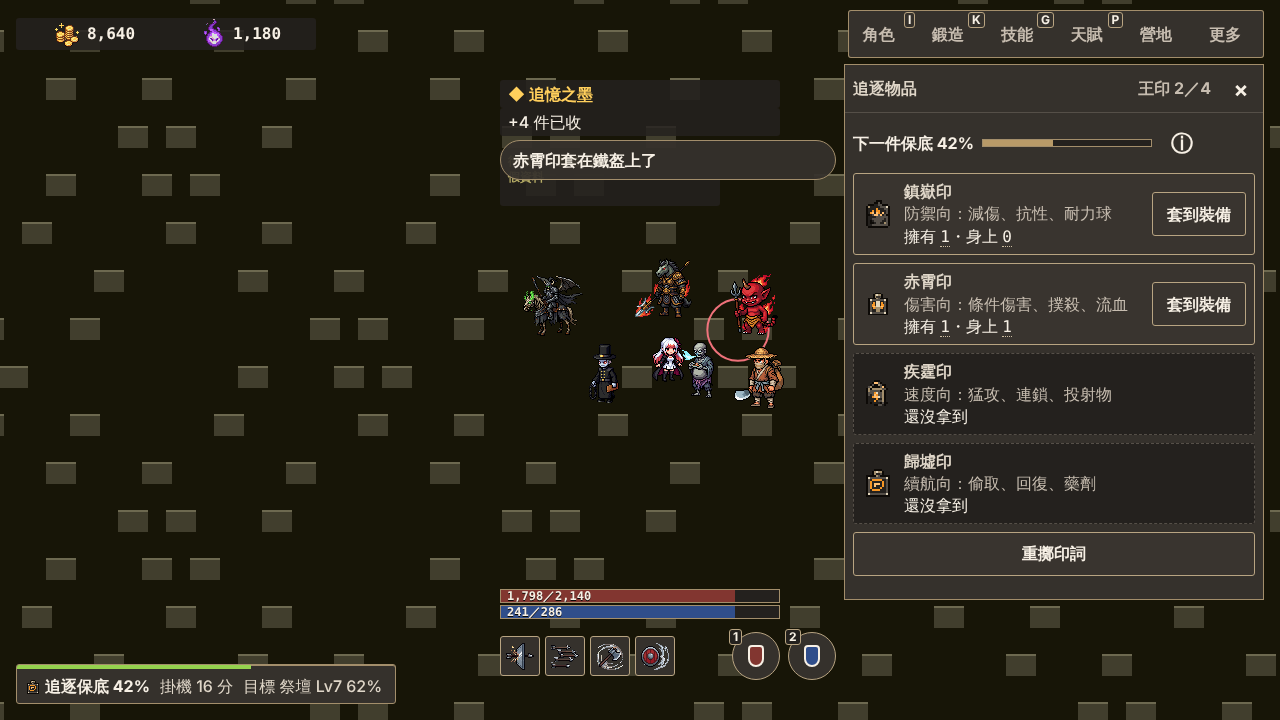 8,640
1,180
角色 I
鍛造 K
技能 G
天賦 P
營地
更多
◆ 追憶之墨
+4 件已收
赤霄印套在鐵盔上了
追逐物品
王印 2／4
×
下一件保底 42%
ⓘ
鎮嶽印
防禦向：減傷、抗性、耐力球
擁有 1・身上 0
套到裝備
赤霄印
傷害向：條件傷害、撲殺、流血
擁有 1・身上 1
套到裝備
疾霆印
速度向：猛攻、連鎖、投射物
還沒拿到
歸墟印
續航向：偷取、回復、藥劑
還沒拿到
重擲印詞
1,798／2,140
241／286
1
2
追逐保底 42% 掛機 16 分 目標 祭壇 Lv7 62%